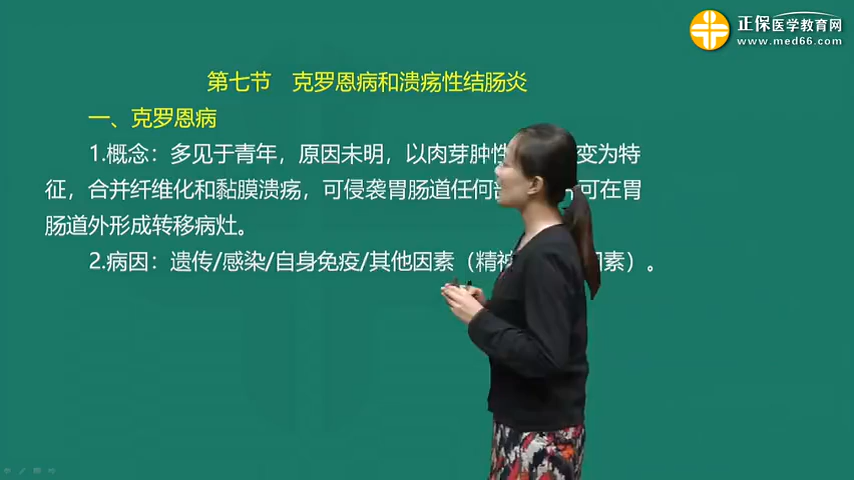 正保医学教育网
www.med66.com
第七节 克罗恩病和溃疡性结肠炎
一、克罗恩病
1.概念：多见于青年，原因未明，以肉芽肿性 变为特
征，合并纤维化和黏膜溃疡，可侵袭胃肠道任何 可在胃
肠道外形成转移病灶。
2.病因：遗传/感染/自身免疫/其他因素（精神 因素）。